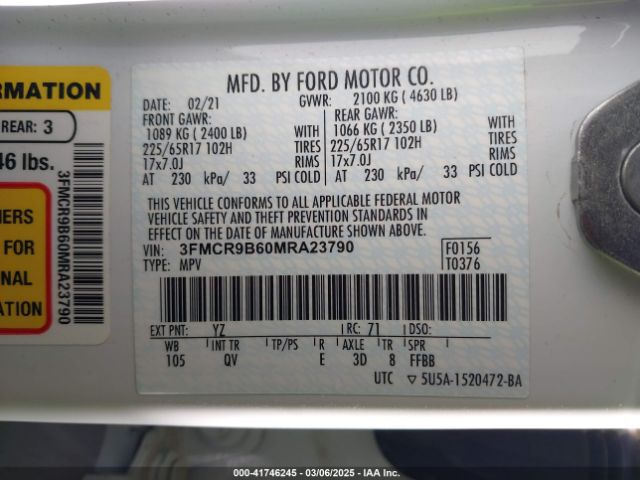 ORMATION
REAR: 3
46 lbs.
3FMCR9B60MRA23790
NERS
FOR
NAL
ATION
MFD. BY FORD MOTOR CO.
DATE: 02/21 GVWR: 2100 KG ( 4630 LB)
FRONT GAWR: REAR GAWR:
1089 KG ( 2400 LB) WITH 1066 KG ( 2350 LB) WITH
225/65R17 102H TIRES 225/65R17 102H TIRES
17x7.0J RIMS 17x7.0J RIMS
AT 230 kPa/ 33 PSI COLD AT 230 kPa/ 33 PSI COLD
THIS VEHICLE CONFORMS TO ALL APPLICABLE FEDERAL MOTOR
VEHICLE SAFETY AND THEFT PREVENTION STANDARDS IN
EFFECT ON THE DATE OF MANUFACTURE SHOWN ABOVE.
VIN: 3FMCR9B60MRA23790 F0156
TYPE: MPV T0376
EXT PNT: YZ RC: 71 DSO:
WB INT TR TP/PS R AXLE TR SPR
105 QV E 3D 8 FFBB
UTC 5U5A-1520472-BA
000-41746245 - 03/06/2025 - IAA Inc.